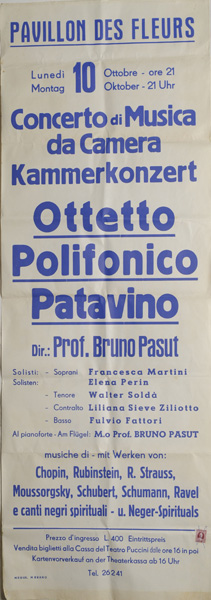 PAVILLON DES FLEURS
Lunedì 10 Ottobre - ore 21
Montag Oktober - 21 Uhr
Concerto di Musica
da Camera
Kammerkonzert
Ottetto
Polifonico
Patavino
Dir.: Prof. Bruno Pasut
Solisti: - Soprani Francesca Martini
Solisten: Elena Perin
- Tenore Walter Soldà
- Contralto Liliana Sieve Ziliotto
- Basso Fulvio Fattori
Al pianoforte - Am Flügel: M.o Prof. BRUNO PASUT
musiche di - mit Werken von:
Chopin, Rubinstein, R. Strauss,
Moussorgsky, Schubert, Schumann, Ravel
e canti negri spirituali - u. Neger-Spirituals
Prezzo d'ingresso L. 400 Eintrittspreis
Vendita biglietti alla Cassa del Teatro Puccini dalle ore 16 in poi
Kartenvorverkauf an der Theaterkassa ab 16 Uhr
Tel. 26241